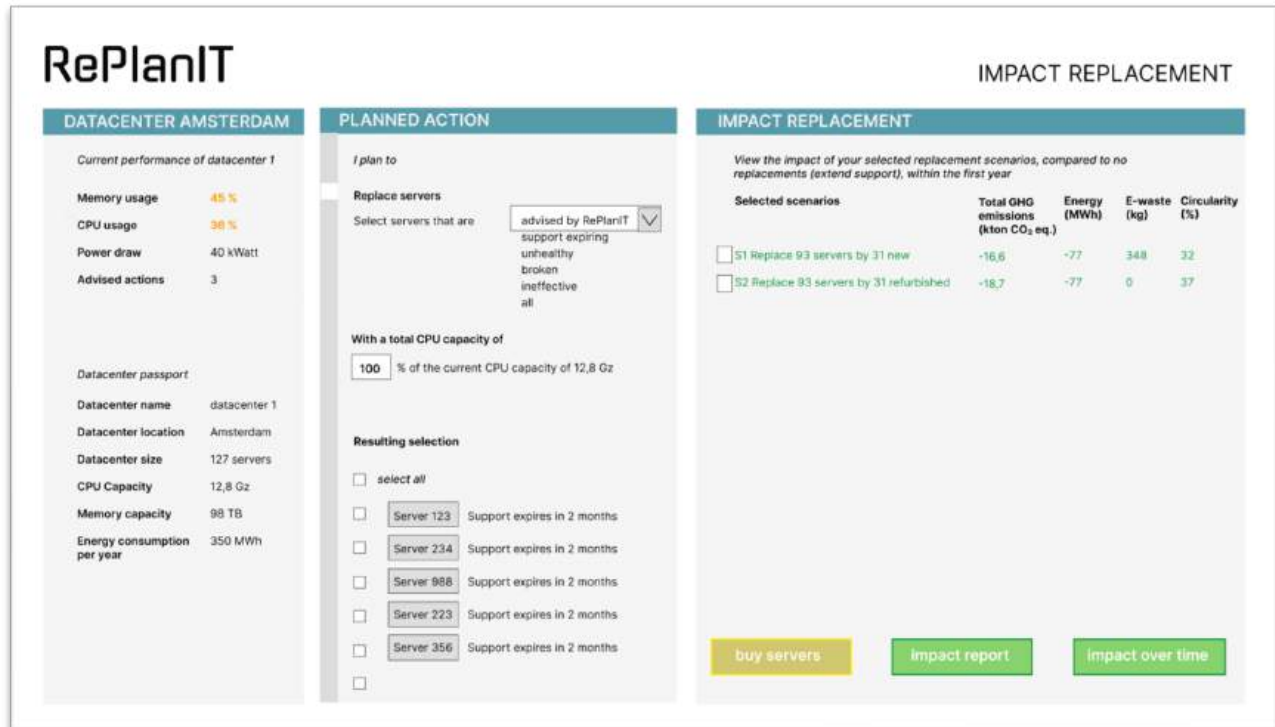 RePlanIT
IMPACT REPLACEMENT
DATACENTER AMSTERDAM
Current performance of datacenter 1
Memory usage 45 %
CPU usage 36 %
Power draw 40 kWatt
Advised actions 3
Datacenter passport
Datacenter name datacenter 1
Datacenter location Amsterdam
Datacenter size 127 servers
CPU Capacity 12,8 Gz
Memory capacity 98 TB
Energy consumption 350 MWh
per year
PLANNED ACTION
I plan to
Replace servers
Select servers that are advised by RePlanIT
support expiring
unhealthy
broken
ineffective
all
With a total CPU capacity of
100 % of the current CPU capacity of 12,8 Gz
Resulting selection
select all
Server 123 Support expires in 2 months
Server 234 Support expires in 2 months
Server 988 Support expires in 2 months
Server 223 Support expires in 2 months
Server 356 Support expires in 2 months
IMPACT REPLACEMENT
View the impact of your selected replacement scenarios, compared to no
replacements (extend support), within the first year
Selected scenarios Total GHG Energy E-waste Circularity
emissions (MWh) (kg) (%)
(kton CO₂ eq.)
S1 Replace 93 servers by 31 new -16,6 -77 348 32
S2 Replace 93 servers by 31 refurbished -18,7 -77 0 37
buy servers impact report impact over time